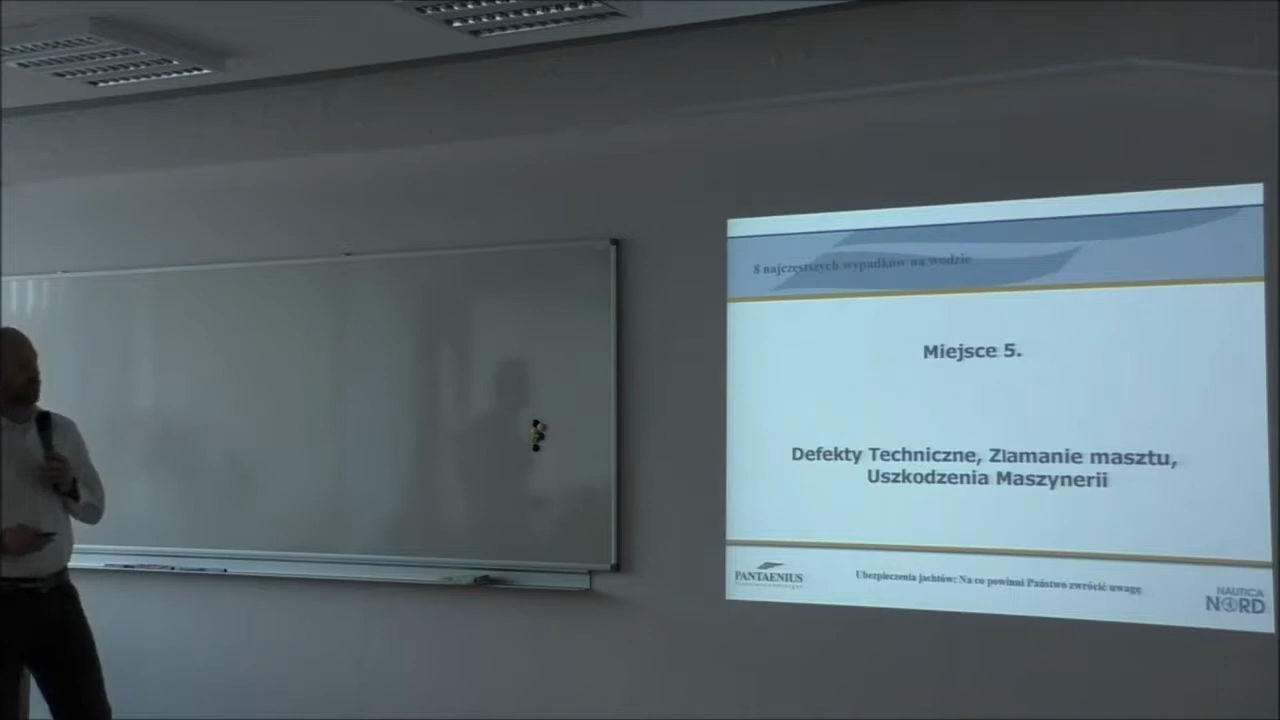 8 najczęstszych wypadków na wodzie
Miejsce 5.
Defekty Techniczne, Złamanie masztu,
Uszkodzenia Maszynerii
PANTAENIUS
Ubezpieczenia jachtów: Na co powinni Państwo zwrócić uwagę
NAUTICA
NORD